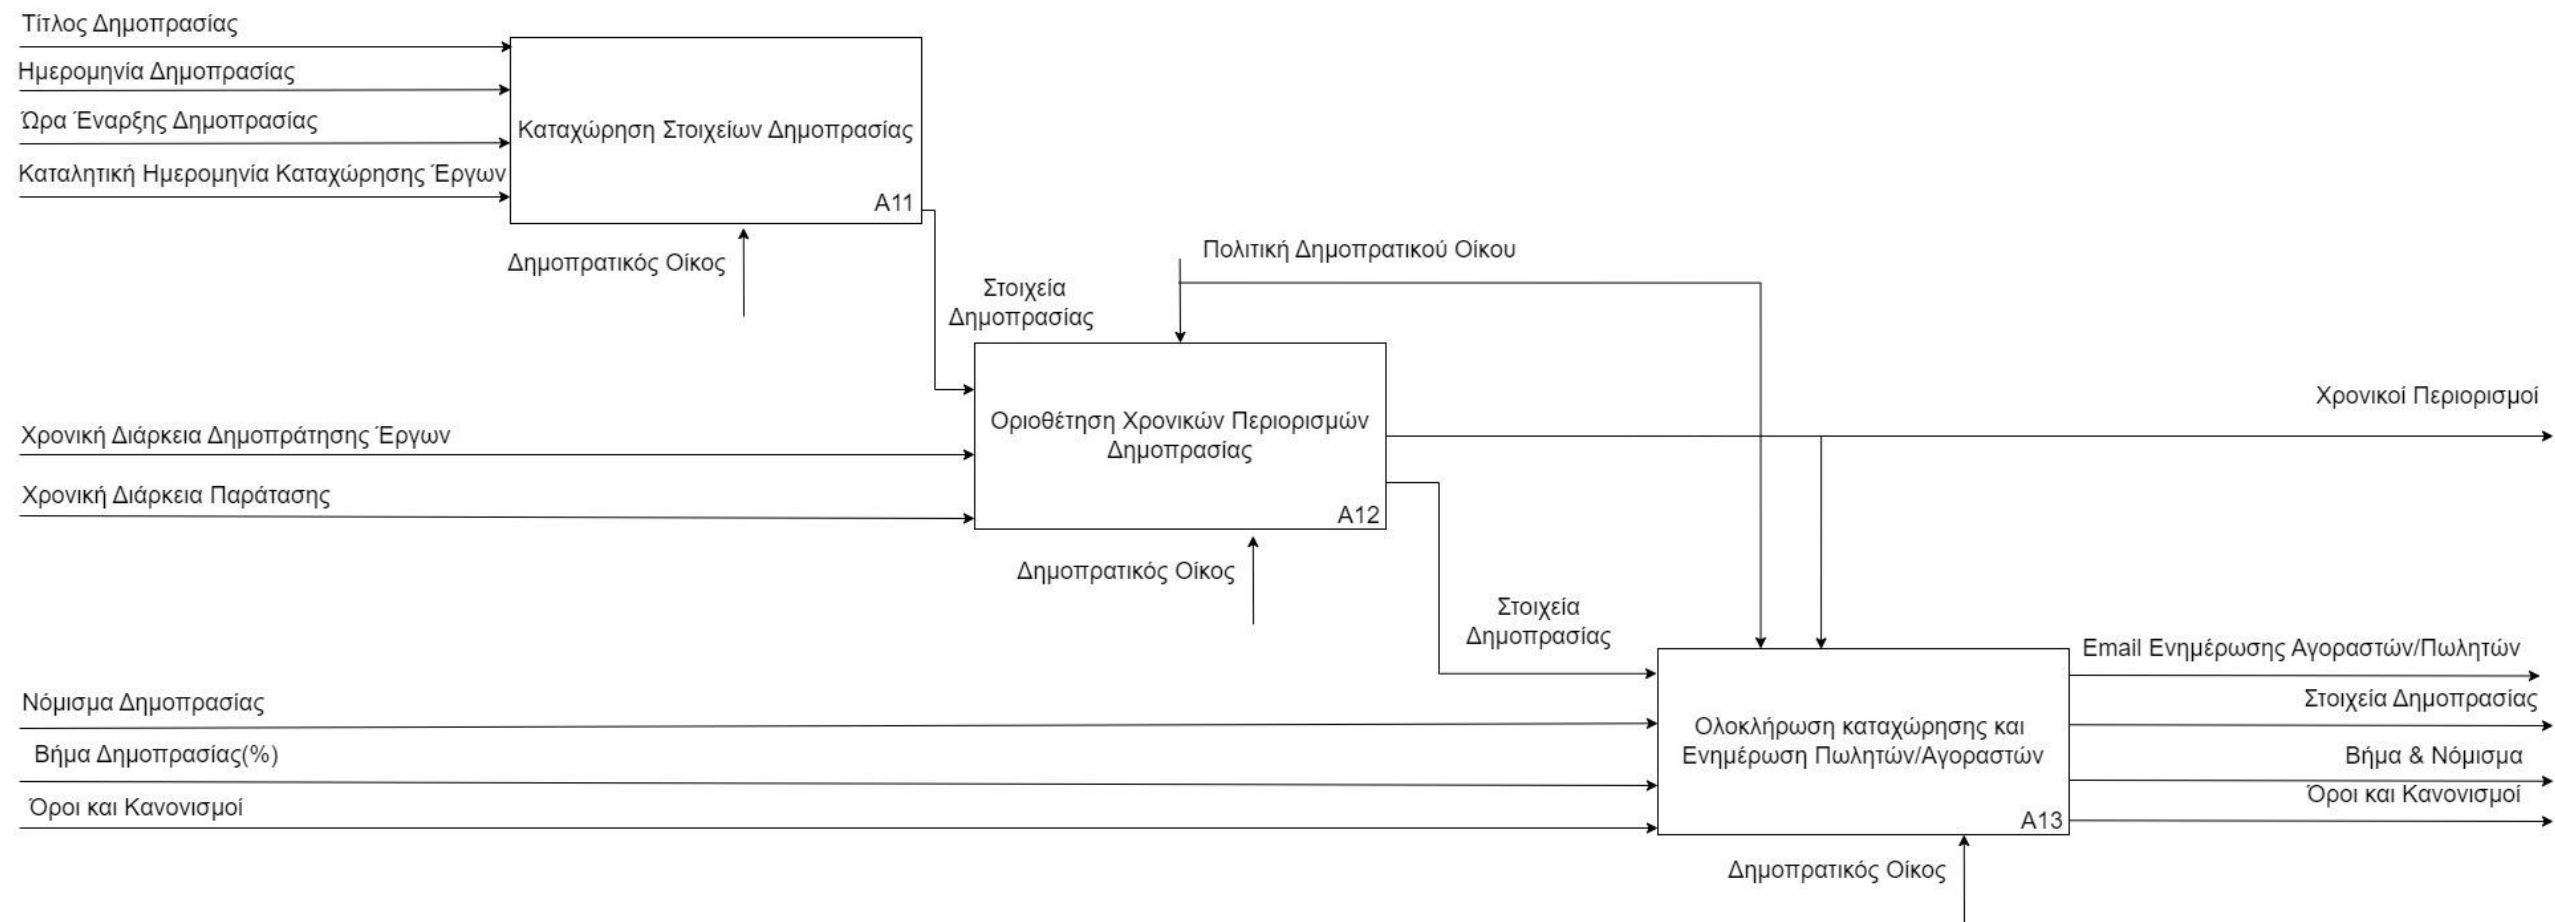 Τίτλος Δημοπρασίας
Ημερομηνία Δημοπρασίας
Ώρα Έναρξης Δημοπρασίας
Καταλητική Ημερομηνία Καταχώρησης Έργων
Καταχώρηση Στοιχείων Δημοπρασίας
A11
Δημοπρατικός Οίκος
Πολιτική Δημοπρατικού Οίκου
Στοιχεία
Δημοπρασίας
Χρονικοί Περιορισμοί
Οριοθέτηση Χρονικών Περιορισμών
Δημοπρασίας
A12
Χρονική Διάρκεια Δημοπράτησης Έργων
Χρονική Διάρκεια Παράτασης
Δημοπρατικός Οίκος
Στοιχεία
Δημοπρασίας
Νόμισμα Δημοπρασίας
Βήμα Δημοπρασίας(%)
Όροι και Κανονισμοί
Ολοκλήρωση καταχώρησης και
Ενημέρωση Πωλητών/Αγοραστών
A13
Email Ενημέρωσης Αγοραστών/Πωλητών
Στοιχεία Δημοπρασίας
Βήμα & Νόμισμα
Όροι και Κανονισμοί
Δημοπρατικός Οίκος